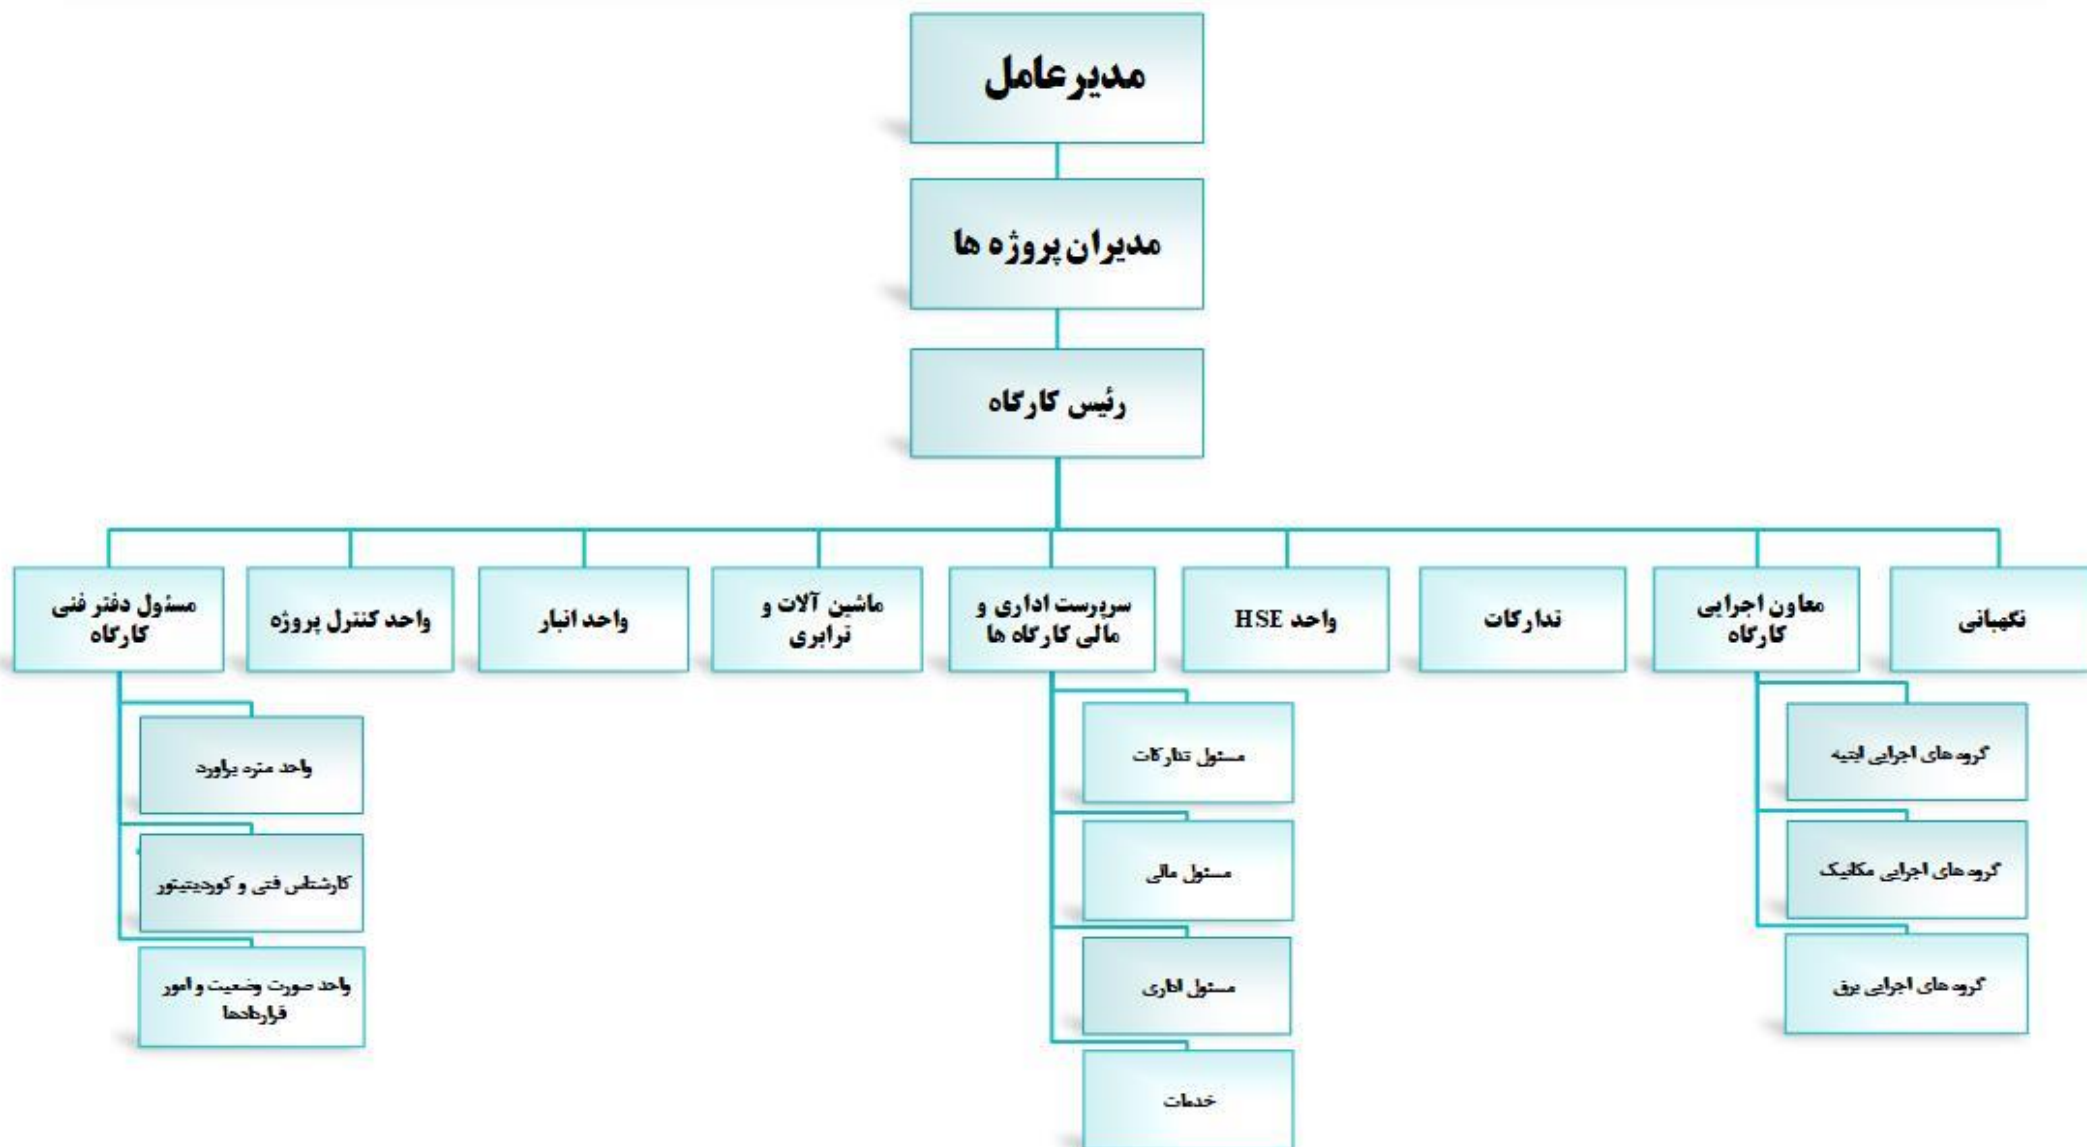 مدیرعامل
مدیران پروژه ها
رئیس کارگاه
نگهبانی
معاون اجرایی
کارگاه
تدارکات
واحد HSE
سرپرست اداری و
مالی کارگاه ها
ماشین آلات و
ترابری
واحد انبار
واحد کنترل پروژه
مسئول دفتر فنی
کارگاه
گروه های اجرایی ابنیه
گروه های اجرایی مکانیک
گروه های اجرایی برق
مسئول تدارکات
مسئول مالی
مسئول اداری
خدمات
واحد متره براورد
کارشناس فنی و کوردینیتور
واحد صورت وضعیت و امور
قراردادها